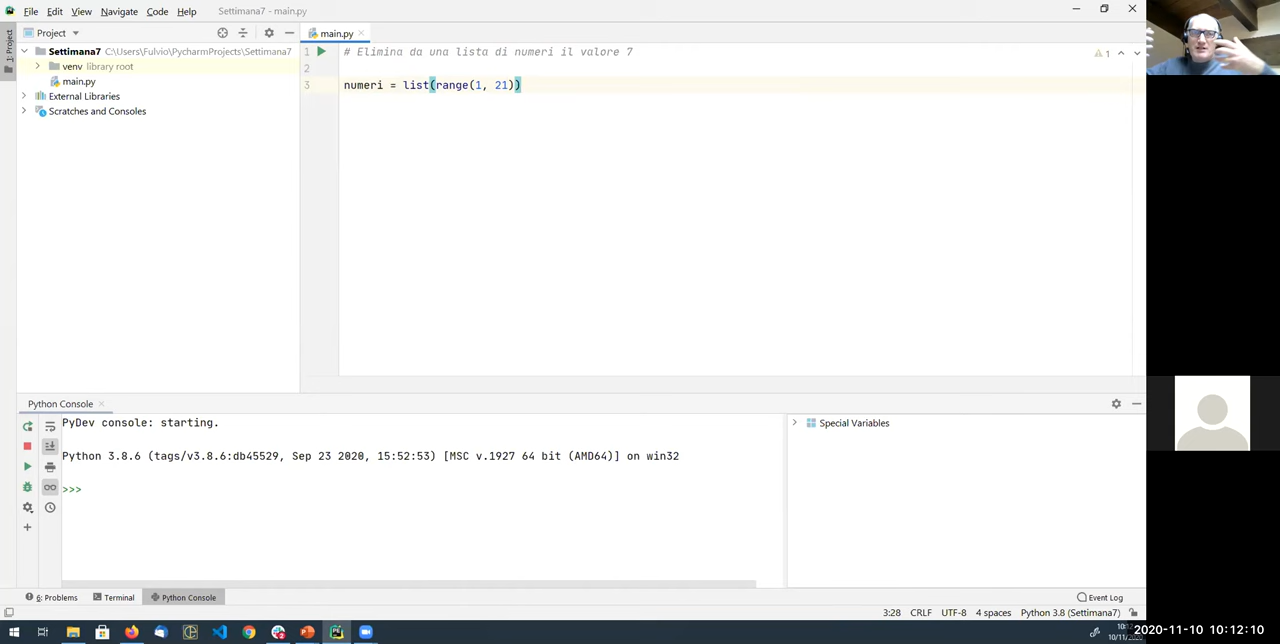 File Edit View Navigate Code Help Settimana7 - main.py
1: Project
Project
main.py
Settimana7 C:\Users\Fulvio\PycharmProjects\Settimana7
venv library root
main.py
External Libraries
Scratches and Consoles
1 # Elimina da una lista di numeri il valore 7
2
3 numeri = list(range(1, 21))
1
Python Console
PyDev console: starting.
Python 3.8.6 (tags/v3.8.6:db45529, Sep 23 2020, 15:52:53) [MSC v.1927 64 bit (AMD64)] on win32
>>>
Special Variables
6: Problems Terminal Python Console Event Log
3:28 CRLF UTF-8 4 spaces Python 3.8 (Settimana7)
2020-11-10 10:12:10